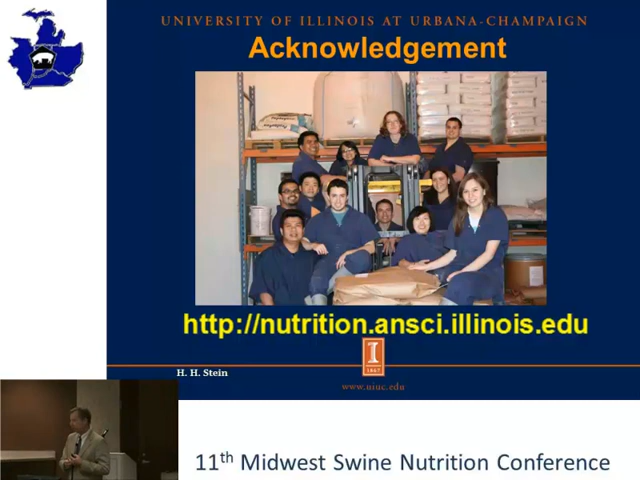 UNIVERSITY OF ILLINOIS AT URBANA-CHAMPAIGN
Acknowledgement
http://nutrition.ansci.illinois.edu
I
1867
H. H. Stein
www.uiuc.edu
11th Midwest Swine Nutrition Conference